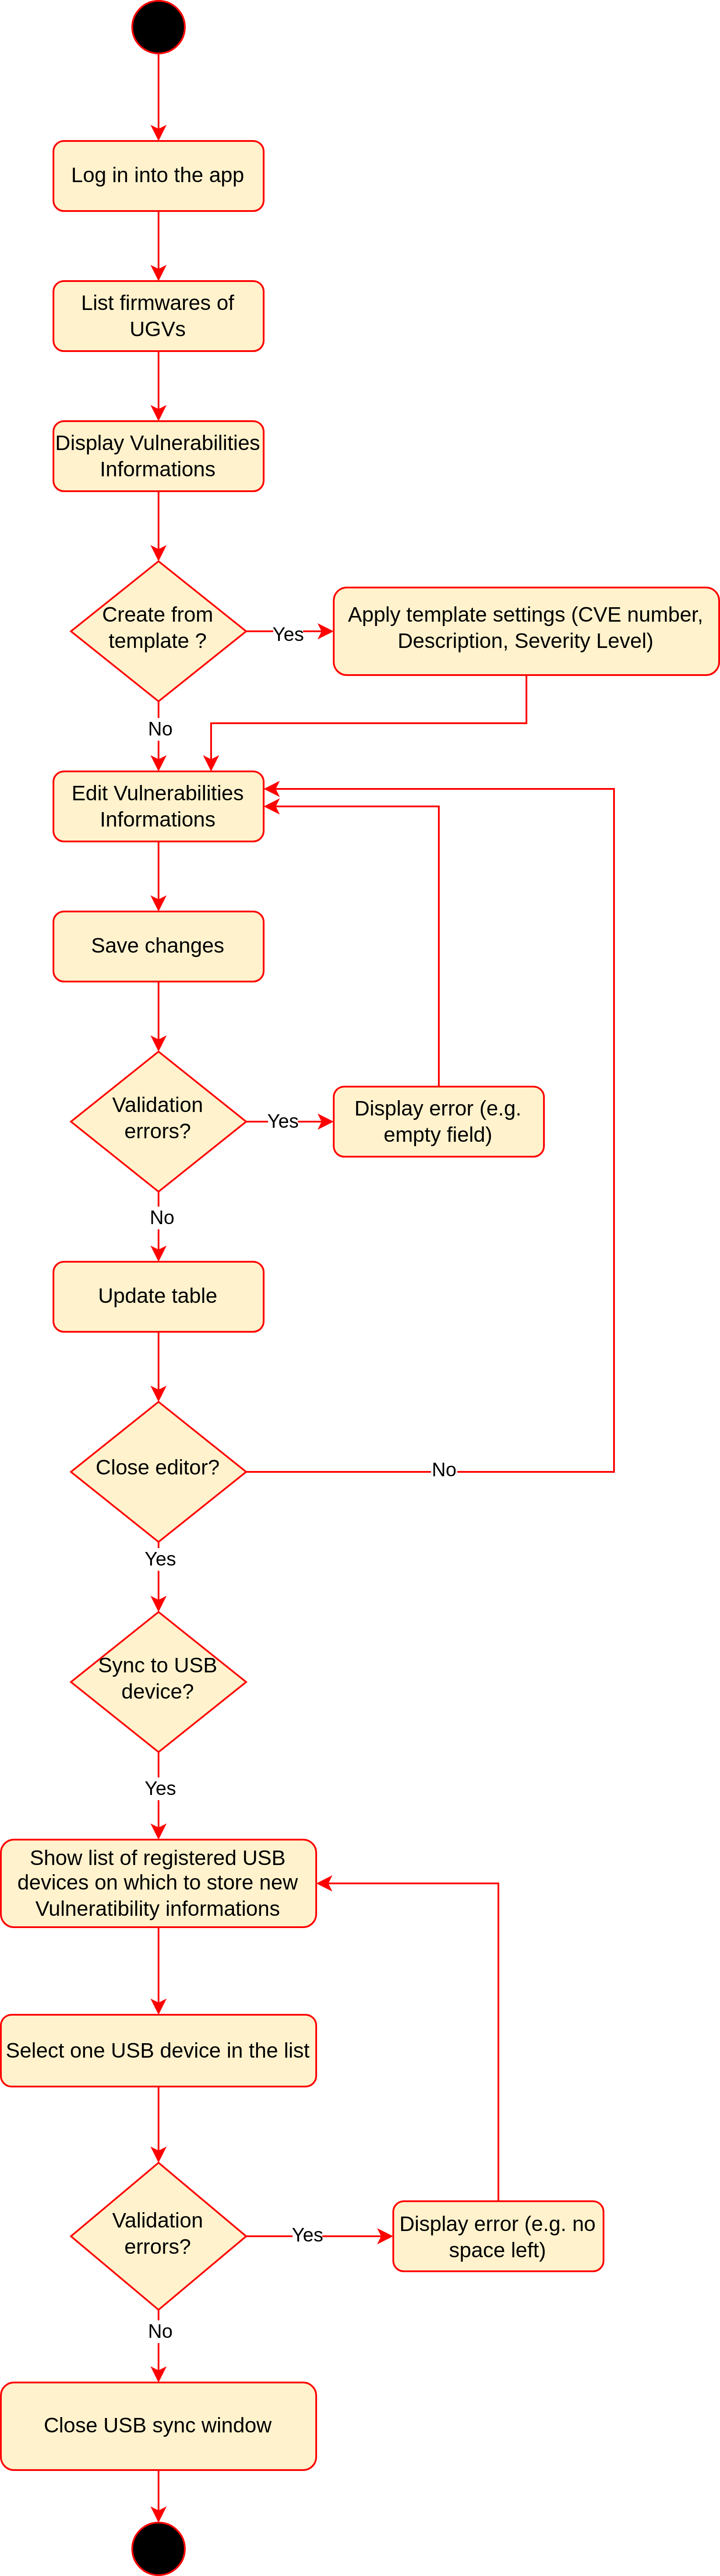 Log in into the app
List firmwares of
UGVs
Display Vulnerabilities
Informations
Create from
template ?
Yes
Apply template settings (CVE number,
Description, Severity Level)
No
Edit Vulnerabilities
Informations
Save changes
Validation
errors?
Yes
Display error (e.g.
empty field)
No
Update table
Close editor?
No
Yes
Sync to USB
device?
Yes
Show list of registered USB
devices on which to store new
Vulneratibility informations
Select one USB device in the list
Validation
errors?
Yes
Display error (e.g. no
space left)
No
Close USB sync window